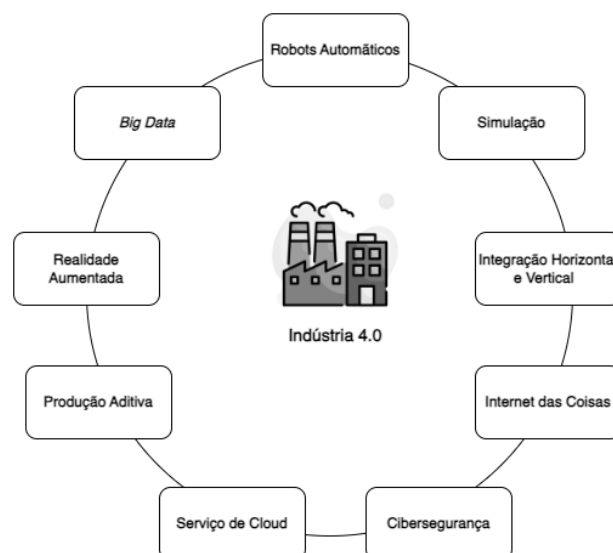 Robots Automáticos
Big Data
Simulação
Realidade
Aumentada
Integração Horizonta
e Vertical
Indústria 4.0
Produção Aditiva
Internet das Coisas
Serviço de Cloud
Cibersegurança